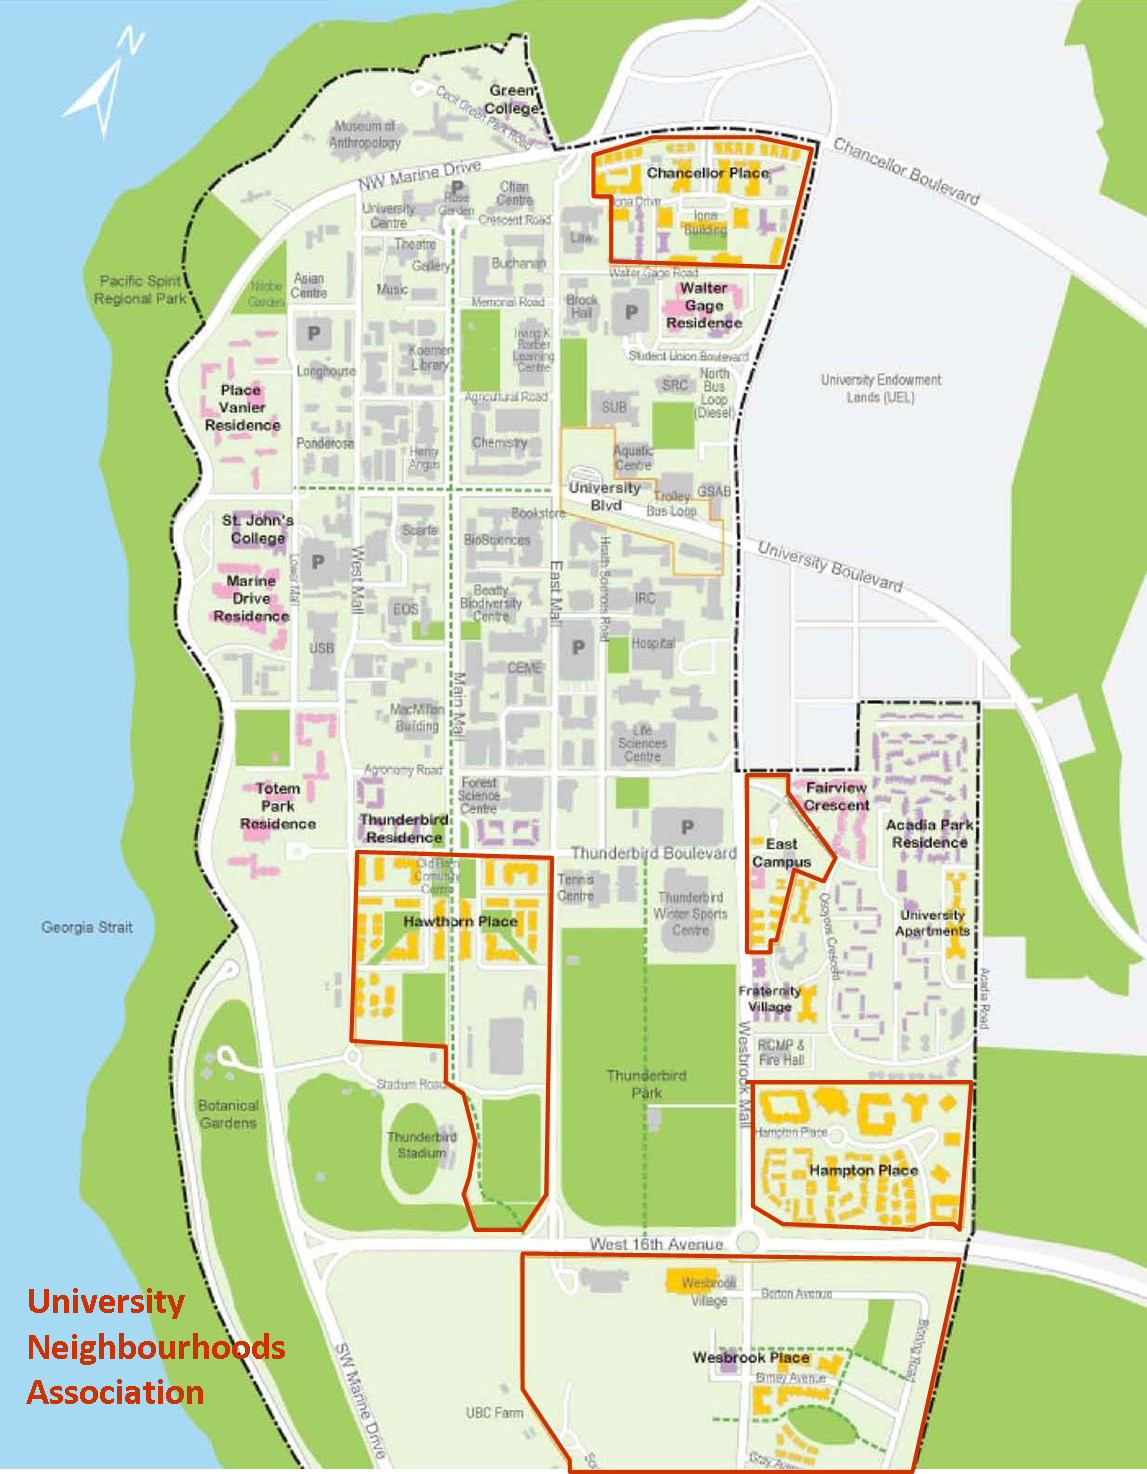 N
Green
College
Cecil Green Park Road
Museum of
Anthropology
NW Marine Drive
Chancellor Boulevard
Chancellor Place
P
Rose
Garden
Chan
Centre
University
Centre
Crescent Road
Iona Drive
Iona
Building
Law
Theatre
Gallery
Buchanan
Walter Gage Road
Pacific Spirit
Regional Park
Nitobe
Garden
Asian
Centre
Music
Memorial Road
Brock
Hall
P
Walter
Gage
Residence
P
Irving K.
Barber
Learning
Centre
Koerner
Library
Longhouse
Student Union Boulevard
SRC
North
Bus
Loop
(Diesel)
University Endowment
Lands (UEL)
Place
Vanier
Residence
Agricultural Road
SUB
Ponderosa
Henry
Angus
Chemistry
Aquatic
Centre
University
Blvd
Trolley
Bus Loop
GSAB
Bookstore
St. John's
College
Scarfe
BioSciences
University Boulevard
Lower Mall
P
West Mall
East Mall
Health Sciences Road
Marine
Drive
Residence
Beatty
Biodiversity
Centre
IRC
EOS
USB
P
Hospital
CEME
Main Mall
MacMillan
Building
Life
Sciences
Centre
Agronomy Road
Forest
Science
Centre
Totem
Park
Residence
Thunderbird
Residence
P
Fairview
Crescent
Acadia Park
Residence
East
Campus
Thunderbird Boulevard
Old Barn
Comunity
Centre
Tennis
Centre
Thunderbird
Winter Sports
Centre
Hawthorn Place
Osoyoos Crescent
University
Apartments
Georgia Strait
Acadia Road
Fraternity
Village
Wesbrook Mall
RCMP &
Fire Hall
Stadium Road
Thunderbird
Park
Botanical
Gardens
Thunderbird
Stadium
Hampton Place
Hampton Place
West 16th Avenue
University
Neighbourhoods
Association
Wesbrook
Village
Berton Avenue
SW Marine Drive
Wesbrook Place
Birney Avenue
UBC Farm
Gray Ave